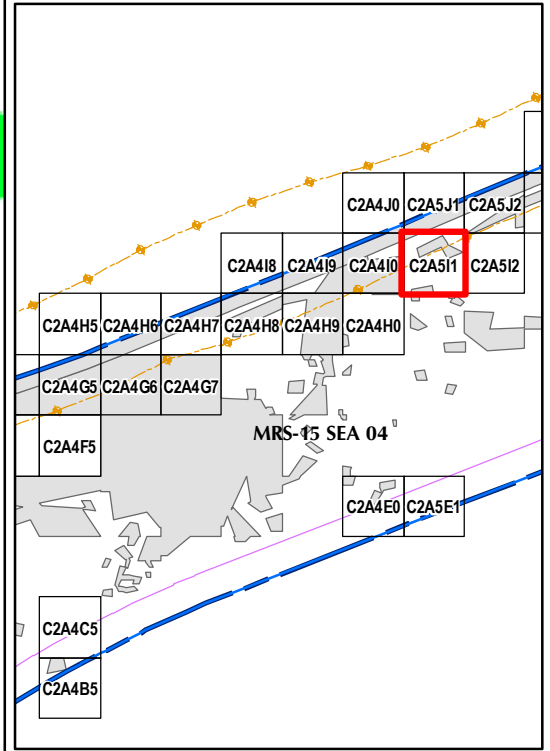 C2A4J0 C2A5J1 C2A5J2
C2A4I8 C2A4I9 C2A4I0 C2A5I1 C2A5I2
C2A4H5 C2A4H6 C2A4H7 C2A4H8 C2A4H9 C2A4H0
C2A4G5 C2A4G6 C2A4G7
C2A4F5
MRS-15 SEA 04
C2A4E0 C2A5E1
C2A4C5
C2A4B5